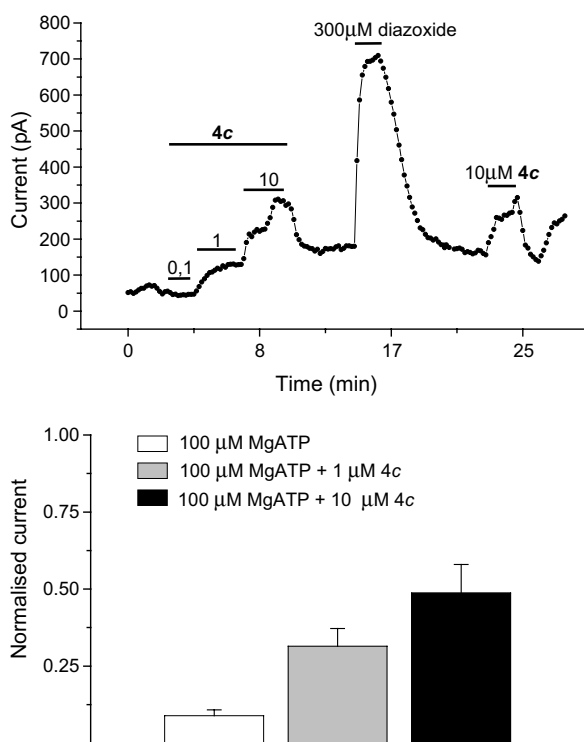 800
700
600
500
400
300
200
100
0
Current (pA)
300μM diazoxide
4c
10
1
0,1
10μM 4c
0 8 17 25
Time (min)
1.00
0.75
0.50
0.25
Normalised current
100 μM MgATP
100 μM MgATP + 1 μM 4c
100 μM MgATP + 10 μM 4c